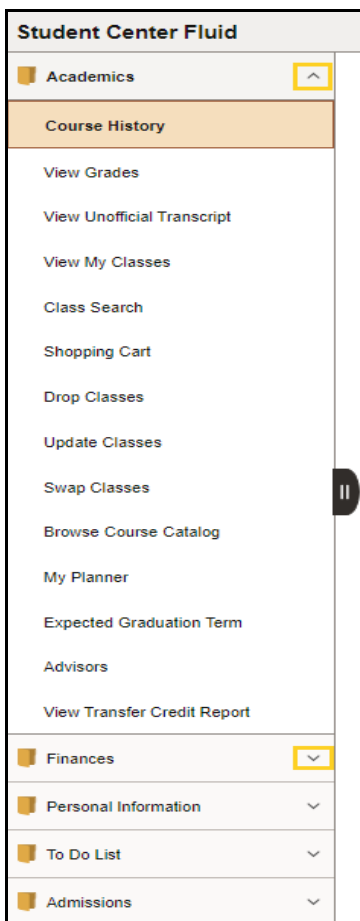 Student Center Fluid
Academics
Course History
View Grades
View Unofficial Transcript
View My Classes
Class Search
Shopping Cart
Drop Classes
Update Classes
Swap Classes
Browse Course Catalog
My Planner
Expected Graduation Term
Advisors
View Transfer Credit Report
Finances
Personal Information
To Do List
Admissions